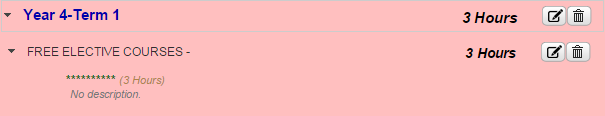 Year 4-Term 1 3 Hours
FREE ELECTIVE COURSES - 3 Hours
********** (3 Hours)
No description.